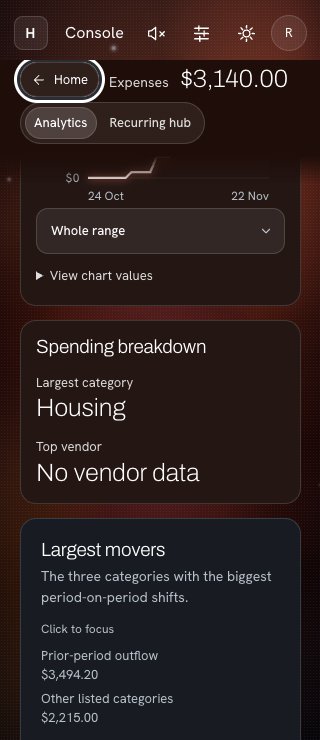 H Console R
← Home Expenses $3,140.00
Analytics Recurring hub
$0
24 Oct 22 Nov
Whole range
View chart values
Spending breakdown
Largest category
Housing
Top vendor
No vendor data
Largest movers
The three categories with the biggest
period-on-period shifts.
Click to focus
Prior-period outflow
$3,494.20
Other listed categories
$2,215.00